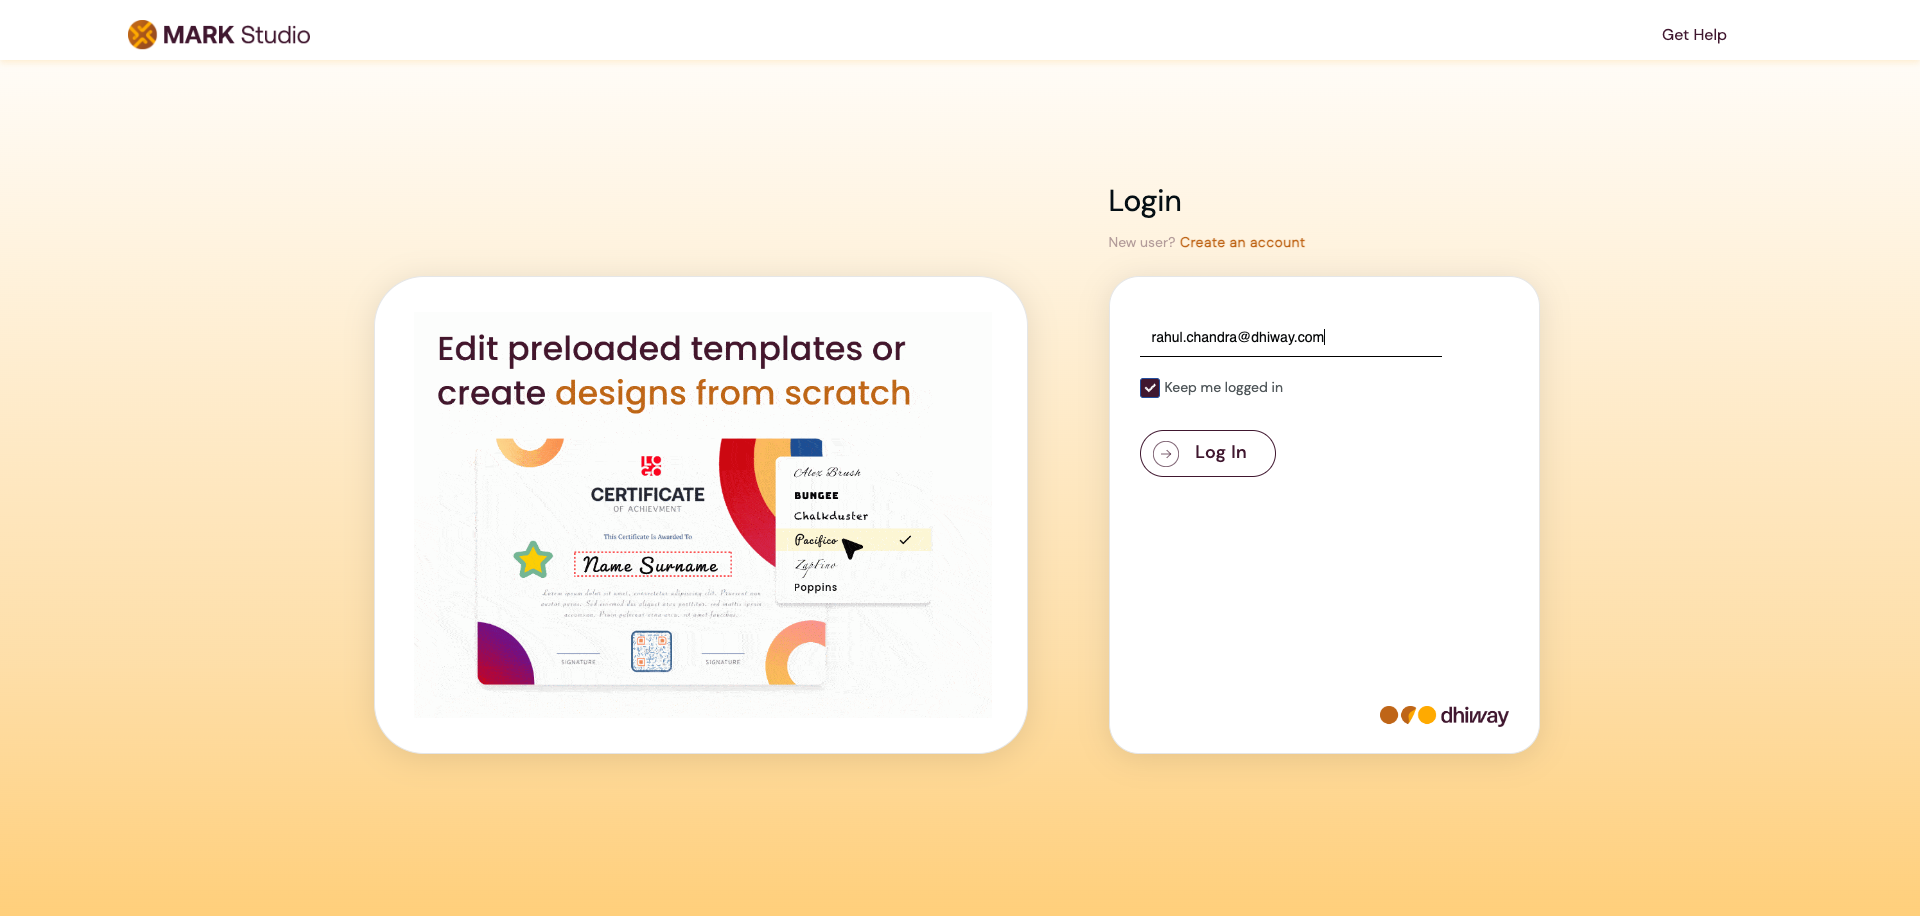 MARK Studio
Get Help
Login
New user? Create an account
Edit preloaded templates or
create designs from scratch
CERTIFICATE
OF ACHIEVMENT
This Certificate is Awarded To
Name Surname
SIGNATURE
SIGNATURE
Alex Brush
BUNGEE
Chalkduster
Pacifico
ZapFino
Poppins
rahul.chandra@dhiway.com
Keep me logged in
Log In
dhiway